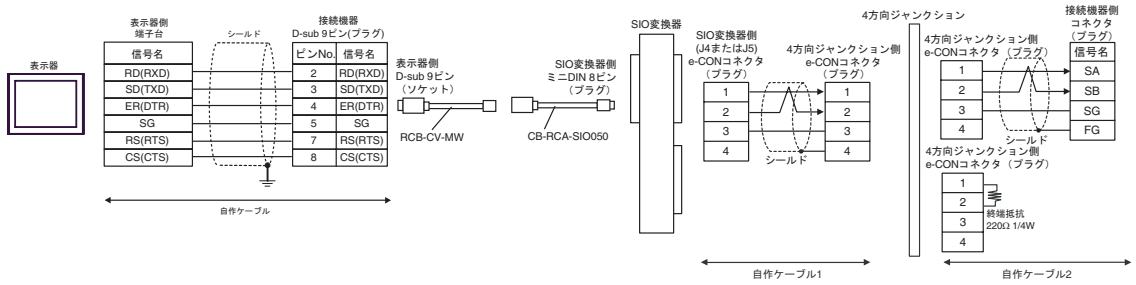 表示器
表示器側
端子台
信号名
RD(RXD)
SD(TXD)
ER(DTR)
SG
RS(RTS)
CS(CTS)
シールド
接続機器
D-sub 9ピン(プラグ)
ピンNo. 信号名
2 RD(RXD)
3 SD(TXD)
4 ER(DTR)
5 SG
7 RS(RTS)
8 CS(CTS)
自作ケーブル
表示器側
D-sub 9ピン
（ソケット）
RCB-CV-MW
SIO変換器側
ミニDIN 8ピン
（プラグ）
CB-RCA-SIO050
SIO変換器
SIO変換器側
(J4またはJ5)
e-CONコネクタ
（プラグ）
1
2
3
4
シールド
4方向ジャンクション側
e-CONコネクタ
（プラグ）
1
2
3
4
自作ケーブル1
4方向ジャンクション
4方向ジャンクション側
e-CONコネクタ（プラグ）
1
2
3
4
シールド
接続機器側
コネクタ
（プラグ）
信号名
SA
SB
SG
FG
4方向ジャンクション側
e-CONコネクタ（プラグ）
1
2
3
4
終端抵抗
220Ω 1/4W
自作ケーブル2